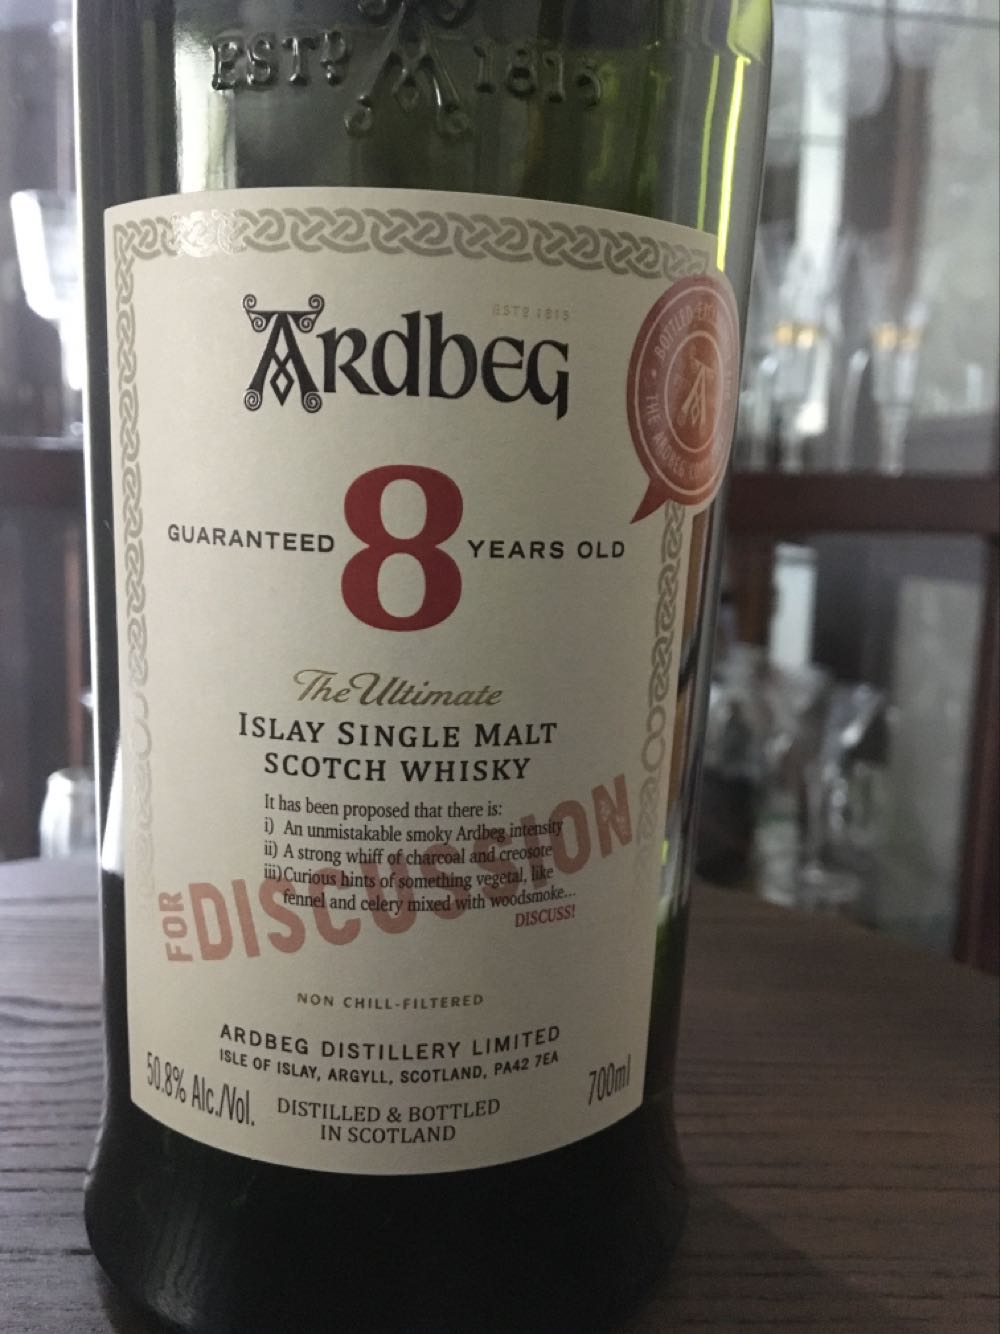 ESTD 1815
ESTD 1815
ARdbEG
GUARANTEED 8 YEARS OLD
BOTTLED
THE ARDBEG
The Ultimate
ISLAY SINGLE MALT
SCOTCH WHISKY
It has been proposed that there is:
i) An unmistakable smoky Ardbeg intensity
ii) A strong whiff of charcoal and creosote
iii) Curious hints of something vegetal, like
fennel and celery mixed with woodsmoke...
DISCUSS!
FOR DISCUSSION
NON CHILL-FILTERED
ARDBEG DISTILLERY LIMITED
ISLE OF ISLAY, ARGYLL, SCOTLAND, PA42 7EA
50.8% Alc./Vol.
700ml
DISTILLED & BOTTLED
IN SCOTLAND